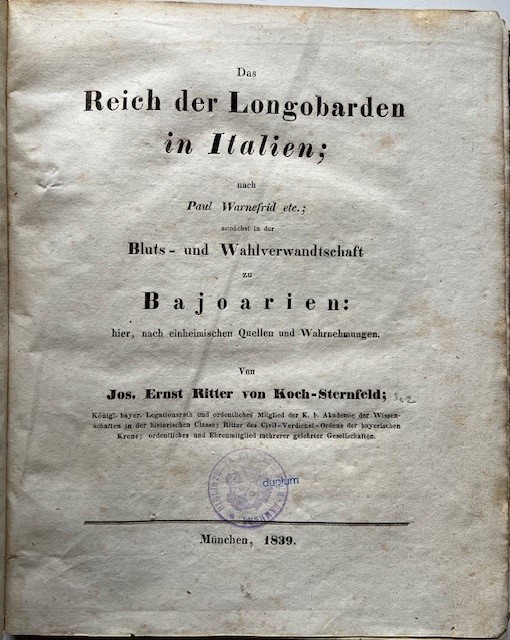 Das
Reich der Longobarden
in Italien;
nach
Paul Warnefrid etc.;
zunächst in der
Bluts- und Wahlverwandtschaft
zu
Bajoarien:
hier, nach einheimischen Quellen und Wahrnehmungen.
Von
Jos. Ernst Ritter von Koch-Sternfeld;
Königl. bayer. Legationsrath und ordentliches Mitglied der K. b. Akademie der Wissen-
schaften in der historischen Classe; Ritter des Civil-Verdienst-Ordens der bayerischen
Krone; ordentliches und Ehrenmitglied mehrerer gelehrter Gesellschaften.
duplum
München, 1839.